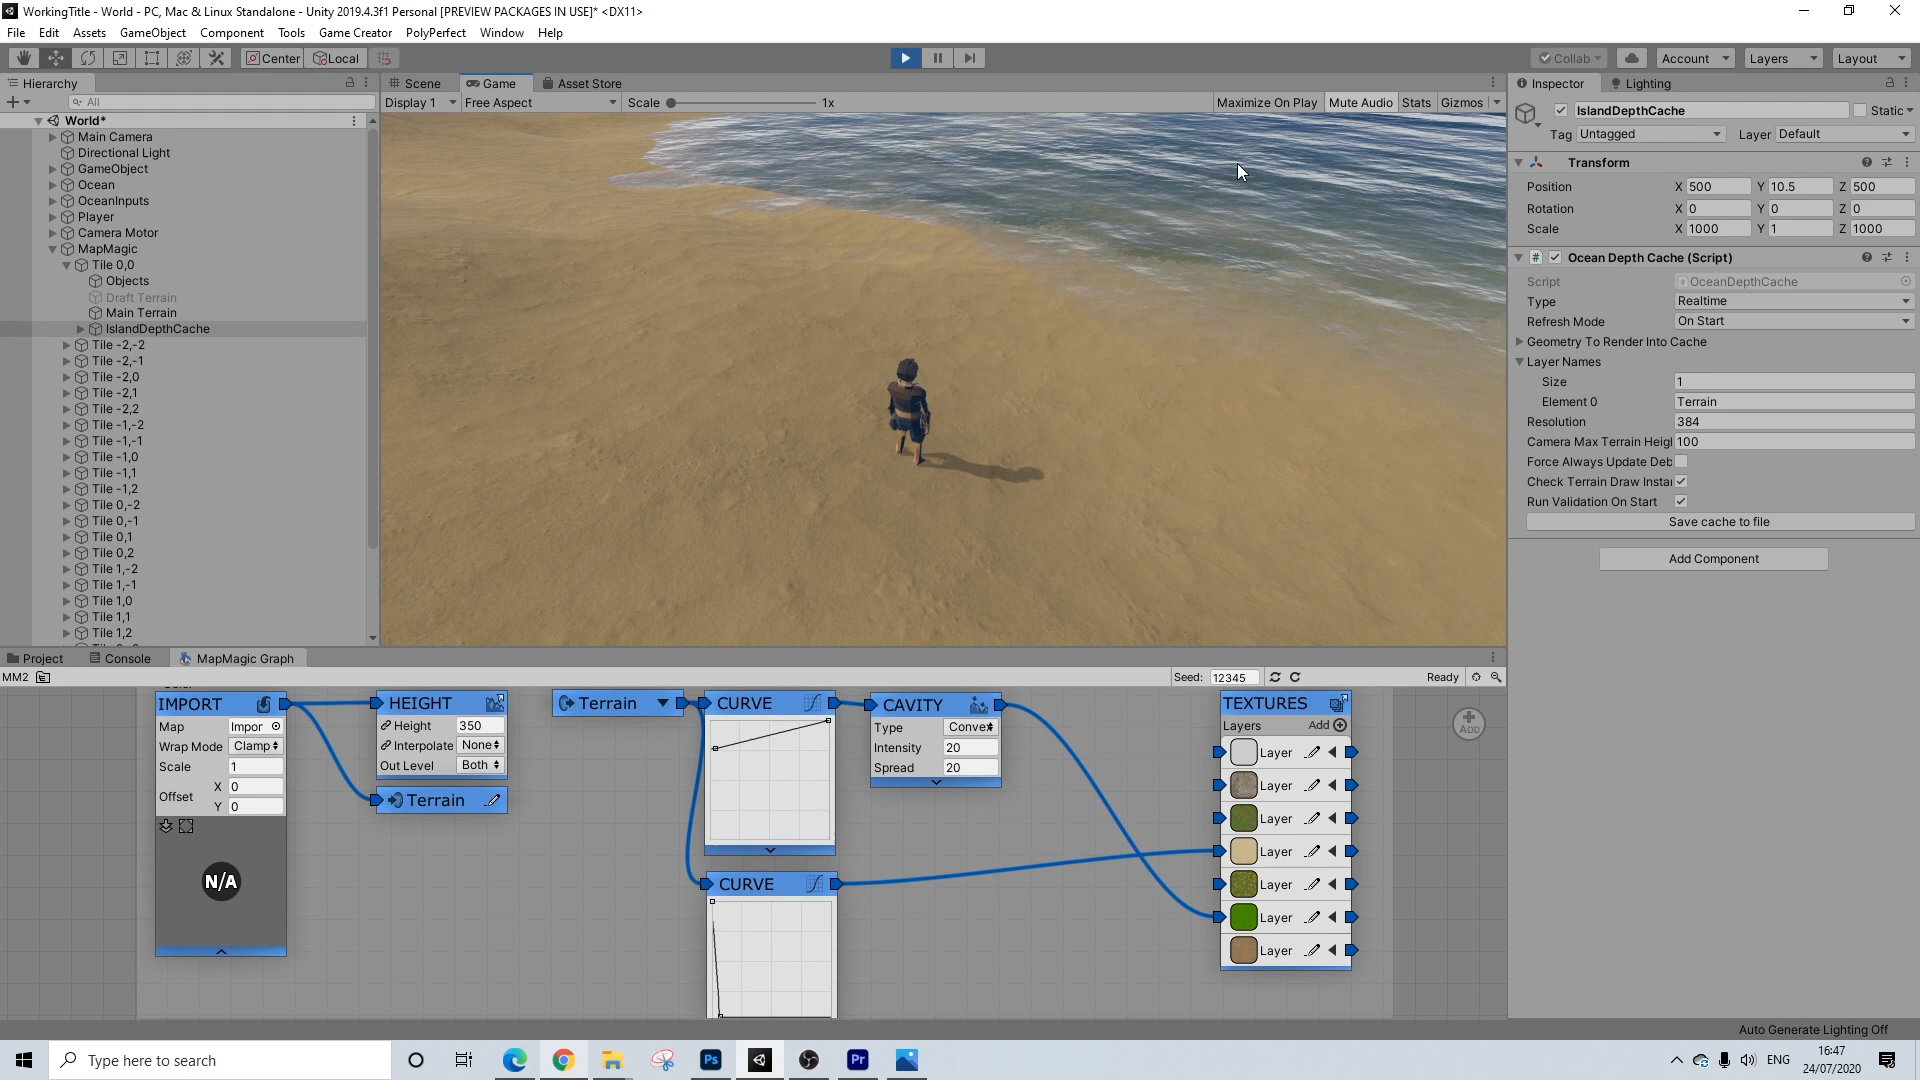 WorkingTitle - World - PC, Mac & Linux Standalone - Unity 2019.4.3f1 Personal [PREVIEW PACKAGES IN USE]* <DX11>
File Edit Assets GameObject Component Tools Game Creator PolyPerfect Window Help
Center Local Collab Account Layers Layout
Hierarchy
All
World*
Main Camera
Directional Light
GameObject
Ocean
OceanInputs
Player
Camera Motor
MapMagic
Tile 0,0
Objects
Draft Terrain
Main Terrain
IslandDepthCache
Tile -2,-2
Tile -2,-1
Tile -2,0
Tile -2,1
Tile -2,2
Tile -1,-2
Tile -1,-1
Tile -1,0
Tile -1,1
Tile -1,2
Tile 0,-2
Tile 0,-1
Tile 0,1
Tile 0,2
Tile 1,-2
Tile 1,-1
Tile 1,0
Tile 1,1
Tile 1,2
Scene Game Asset Store
Display 1 Free Aspect Scale 1x Maximize On Play Mute Audio Stats Gizmos
Inspector Lighting
IslandDepthCache Static
Tag Untagged Layer Default
Transform
Position X 500 Y 10.5 Z 500
Rotation X 0 Y 0 Z 0
Scale X 1000 Y 1 Z 1000
# Ocean Depth Cache (Script)
Script OceanDepthCache
Type Realtime
Refresh Mode On Start
Geometry To Render Into Cache
Layer Names
Size 1
Element 0 Terrain
Resolution 384
Camera Max Terrain Heigl 100
Force Always Update Deb
Check Terrain Draw Instai
Run Validation On Start
Save cache to file
Add Component
Project Console MapMagic Graph
MM2 Seed: 12345 Ready
IMPORT
Map Impor
Wrap Mode Clamp
Scale 1
Offset X 0
Y 0
N/A
HEIGHT
Height 350
Interpolate None
Out Level Both
Terrain
Terrain
CURVE
CURVE
CAVITY
Type Convex
Intensity 20
Spread 20
TEXTURES
Layers Add
Layer
Layer
Layer
Layer
Layer
Layer
Layer
ADD
Auto Generate Lighting Off
Type here to search
Ps
Pr
ENG
16:47
24/07/2020